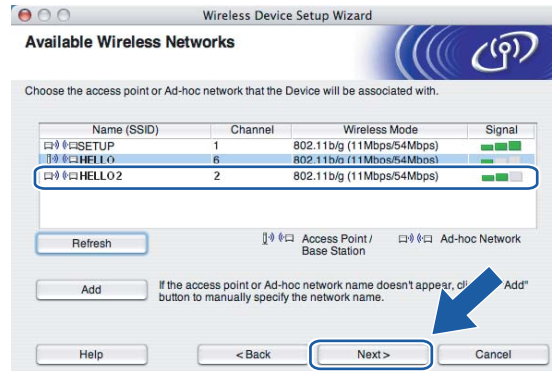 Wireless Device Setup Wizard
Available Wireless Networks
Choose the access point or Ad-hoc network that the Device will be associated with.
Name (SSID) Channel Wireless Mode Signal
SETUP 1 802.11b/g (11Mbps/54Mbps)
HELLO 6 802.11b/g (11Mbps/54Mbps)
HELLO2 2 802.11b/g (11Mbps/54Mbps)
Refresh
Access Point /
Base Station
Ad-hoc Network
Add
If the access point or Ad-hoc network name doesn't appear, Add"
button to manually specify the network name.
Help < Back Next > Cancel